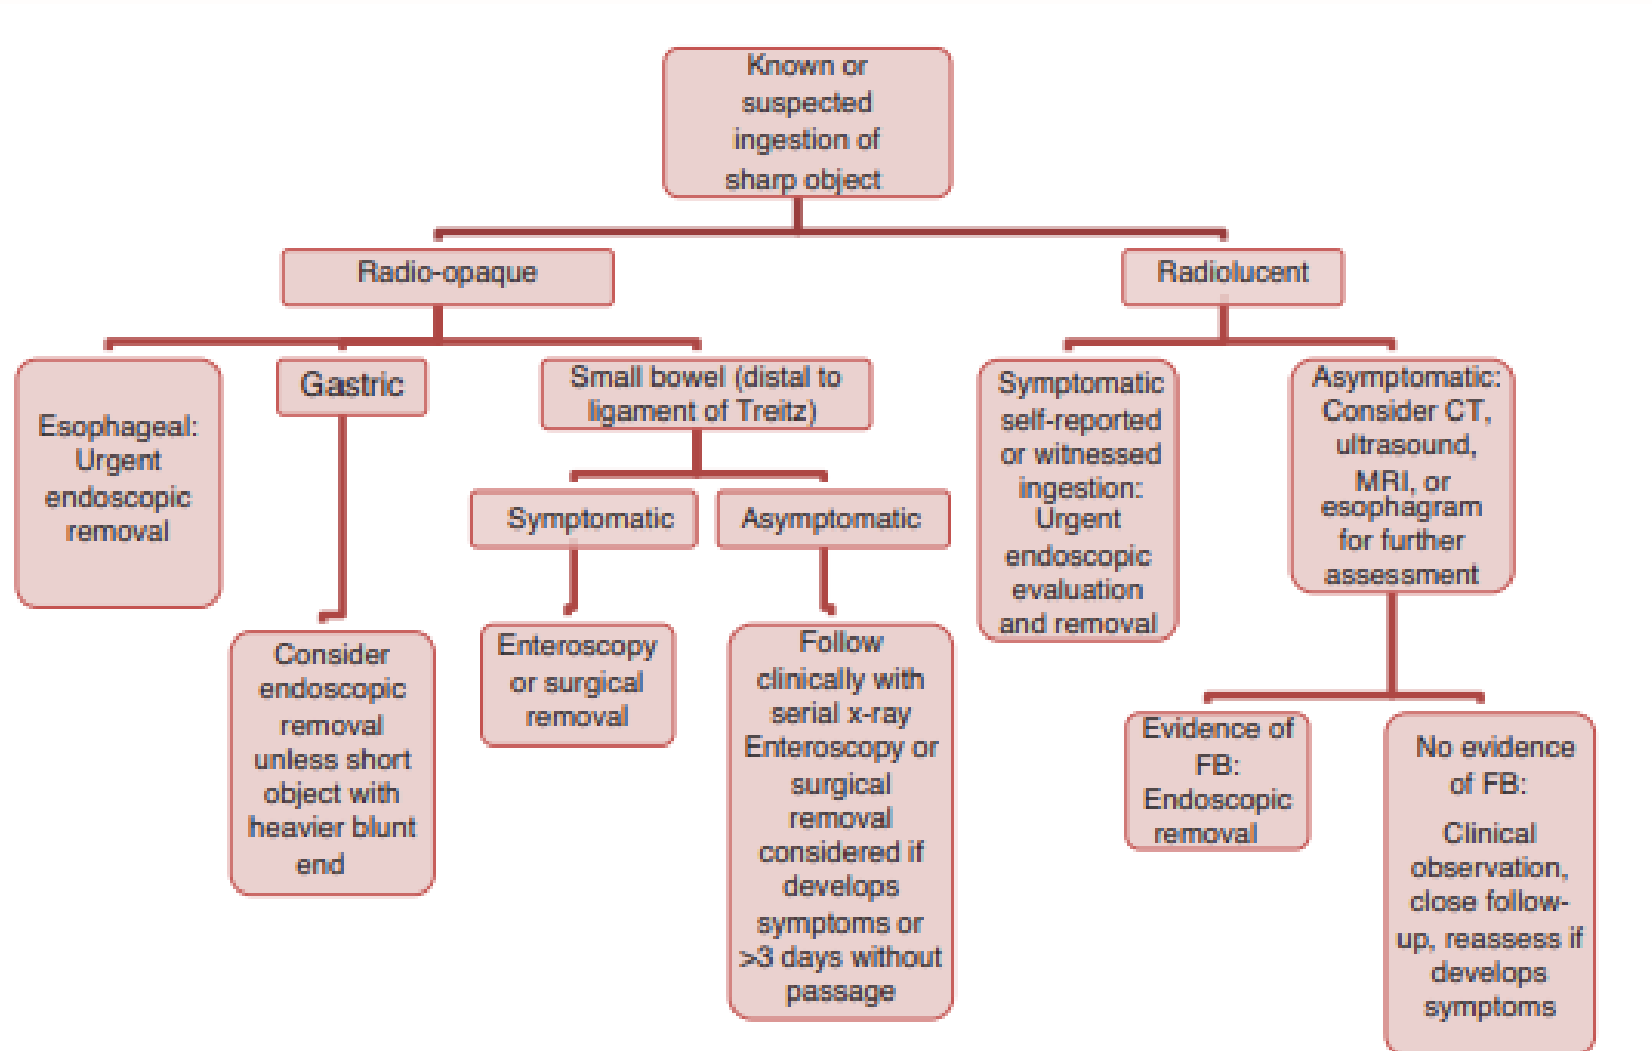 Known or
suspected
ingestion of
sharp object
Radio-opaque
Radiolucent
Esophageal:
Urgent
endoscopic
removal
Gastric
Small bowel (distal to
ligament of Treitz)
Symptomatic
self-reported
or witnessed
ingestion:
Urgent
endoscopic
evaluation
and removal
Asymptomatic:
Consider CT,
ultrasound,
MRI, or
esophagram
for further
assessment
Symptomatic
Asymptomatic
Consider
endoscopic
removal
unless short
object with
heavier blunt
end
Enteroscopy
or surgical
removal
Follow
clinically with
serial x-ray
Enteroscopy or
surgical
removal
considered if
develops
symptoms or
>3 days without
passage
Evidence of
FB:
Endoscopic
removal
No evidence
of FB:
Clinical
observation,
close follow-
up, reassess if
develops
symptoms